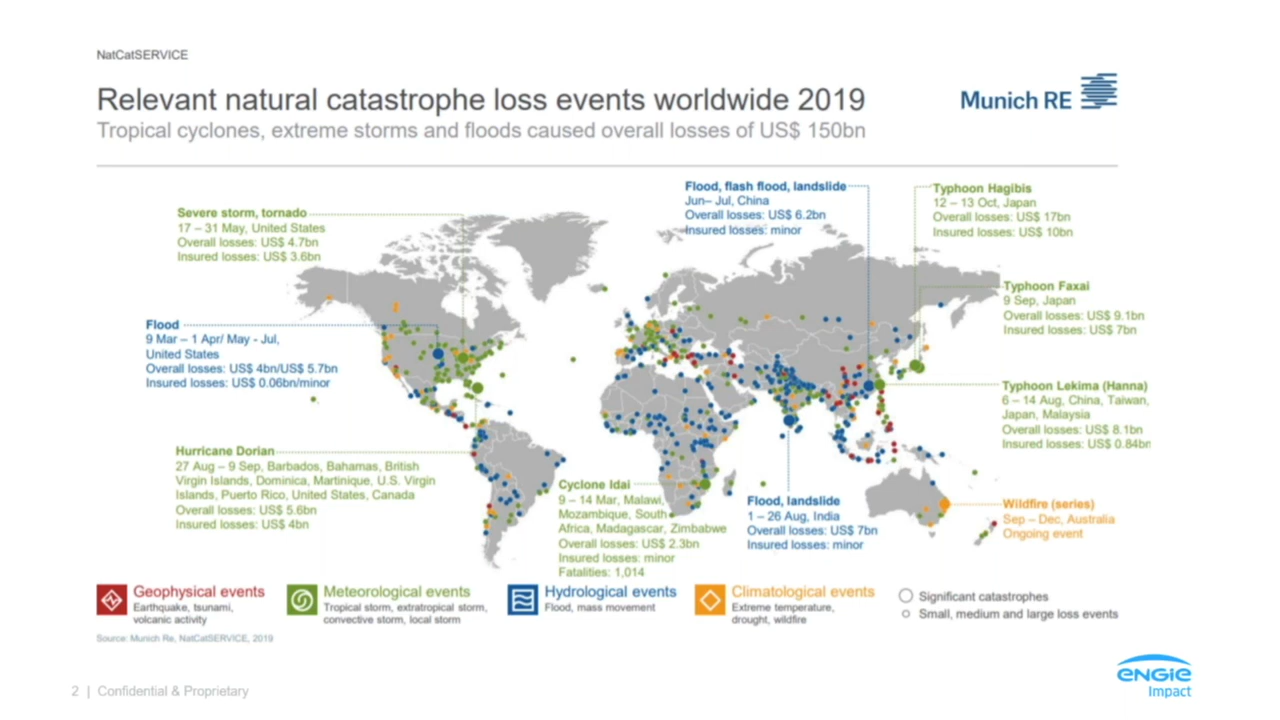 NatCatSERVICE
Relevant natural catastrophe loss events worldwide 2019
Munich RE
Tropical cyclones, extreme storms and floods caused overall losses of US$ 150bn
Severe storm, tornado
17 – 31 May, United States
Overall losses: US$ 4.7bn
Insured losses: US$ 3.6bn
Flood, flash flood, landslide
Jun– Jul, China
Overall losses: US$ 6.2bn
Insured losses: minor
Typhoon Hagibis
12 – 13 Oct, Japan
Overall losses: US$ 17bn
Insured losses: US$ 10bn
Typhoon Faxai
9 Sep, Japan
Overall losses: US$ 9.1bn
Insured losses: US$ 7bn
Flood
9 Mar – 1 Apr/ May - Jul,
United States
Overall losses: US$ 4bn/US$ 5.7bn
Insured losses: US$ 0.06bn/minor
Typhoon Lekima (Hanna)
6 – 14 Aug, China, Taiwan,
Japan, Malaysia
Overall losses: US$ 8.1bn
Insured losses: US$ 0.84bn
Hurricane Dorian
27 Aug – 9 Sep, Barbados, Bahamas, British
Virgin Islands, Dominica, Martinique, U.S. Virgin
Islands, Puerto Rico, United States, Canada
Overall losses: US$ 5.6bn
Insured losses: US$ 4bn
Cyclone Idai
9 – 14 Mar, Malawi,
Mozambique, South
Africa, Madagascar, Zimbabwe
Overall losses: US$ 2.3bn
Insured losses: minor
Fatalities: 1,014
Flood, landslide
1 – 26 Aug, India
Overall losses: US$ 7bn
Insured losses: minor
Wildfire (series)
Sep – Dec, Australia
Ongoing event
Geophysical events
Earthquake, tsunami,
volcanic activity
Meteorological events
Tropical storm, extratropical storm,
convective storm, local storm
Hydrological events
Flood, mass movement
Climatological events
Extreme temperature,
drought, wildfire
Significant catastrophes
Small, medium and large loss events
Source: Munich Re, NatCatSERVICE, 2019
2 | Confidential & Proprietary
ENGIE
Impact